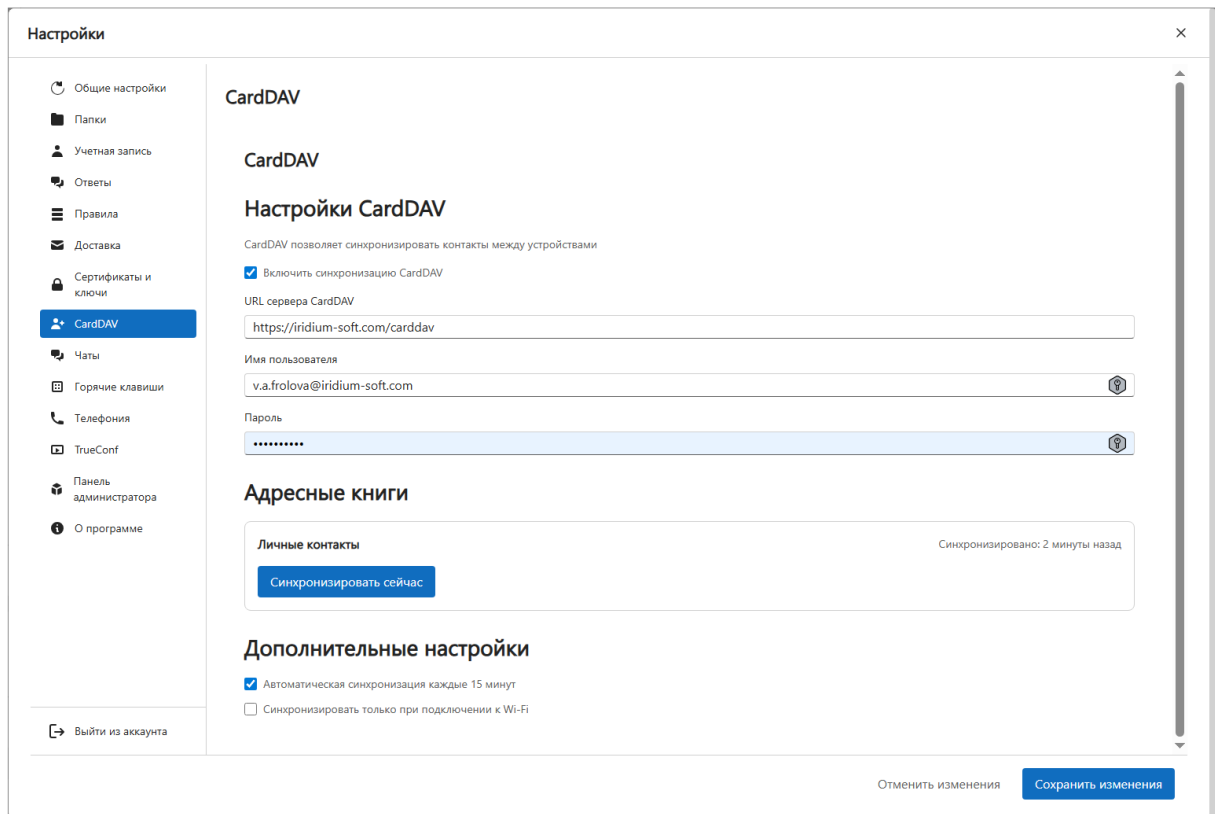 Настройки
Общие настройки
Папки
Учетная запись
Ответы
Правила
Доставка
Сертификаты и
ключи
CardDAV
Чаты
Горячие клавиши
Телефония
TrueConf
Панель
администратора
О программе
Выйти из аккаунта
CardDAV
CardDAV
Настройки CardDAV
CardDAV позволяет синхронизировать контакты между устройствами
Включить синхронизацию CardDAV
URL сервера CardDAV
https://iridium-soft.com/carddav
Имя пользователя
v.a.frolova@iridium-soft.com
Пароль
••••••••••
Адресные книги
Личные контакты
Синхронизировано: 2 минуты назад
Синхронизировать сейчас
Дополнительные настройки
Автоматическая синхронизация каждые 15 минут
Синхронизировать только при подключении к Wi-Fi
Отменить изменения
Сохранить изменения